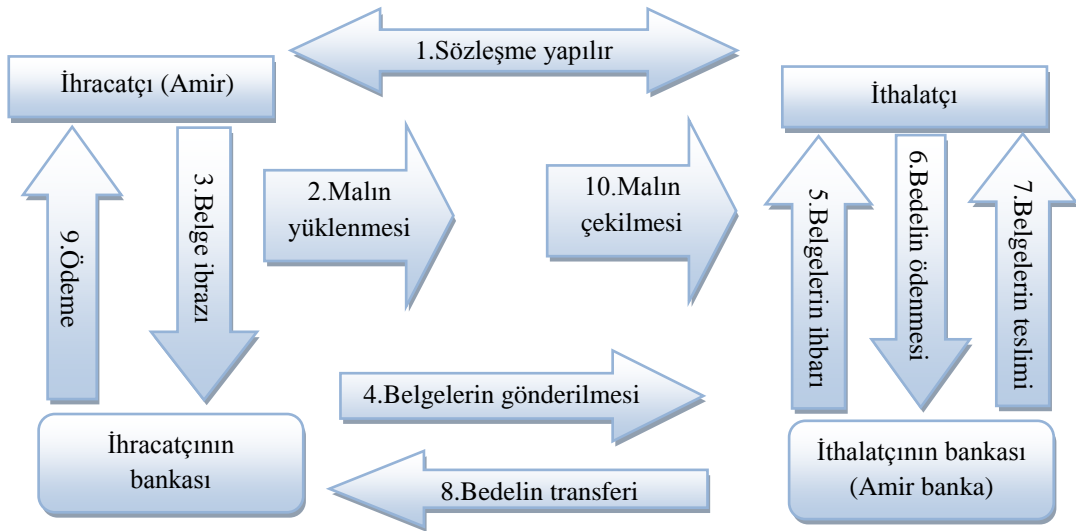 1.Sözleşme yapılır
İhracatçı (Amir)
İthalatçı
9.Ödeme
3.Belge ibrazı
2.Malın
yüklenmesi
10.Malın
çekilmesi
5.Belgelerin ihbarı
6.Bedelin ödenmesi
7.Belgelerin teslimi
4.Belgelerin gönderilmesi
İhracatçının
bankası
8.Bedelin transferi
İthalatçının bankası
(Amir banka)